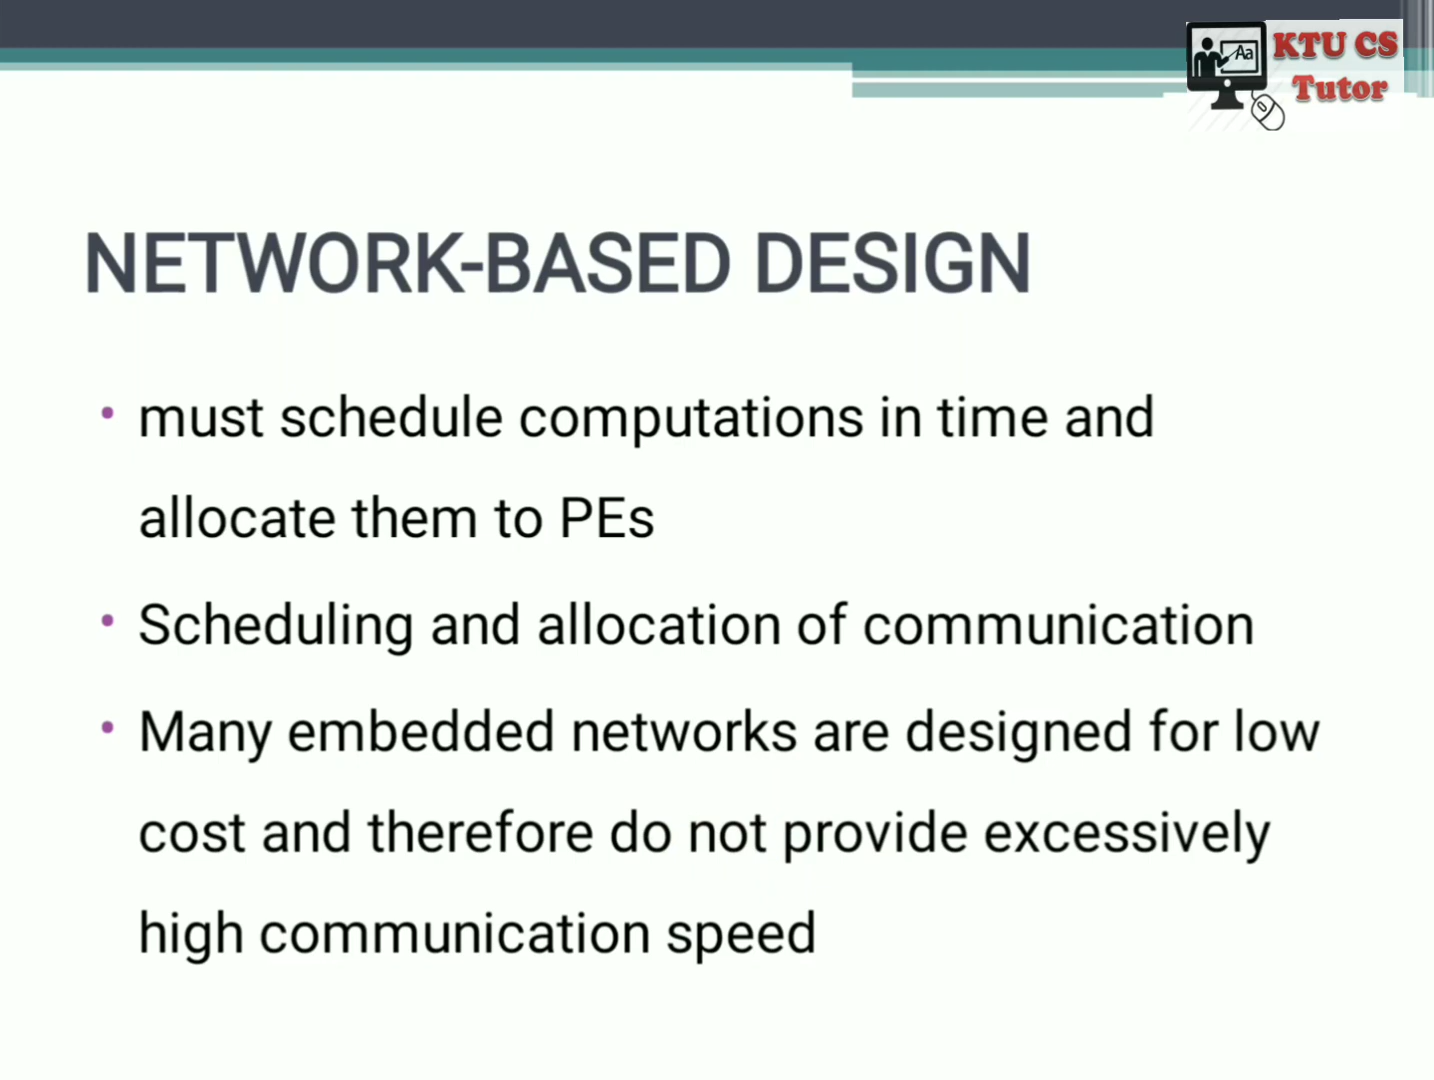 Aa
KTU CS
Tutor
NETWORK-BASED DESIGN
• must schedule computations in time and
allocate them to PEs
• Scheduling and allocation of communication
• Many embedded networks are designed for low
cost and therefore do not provide excessively
high communication speed